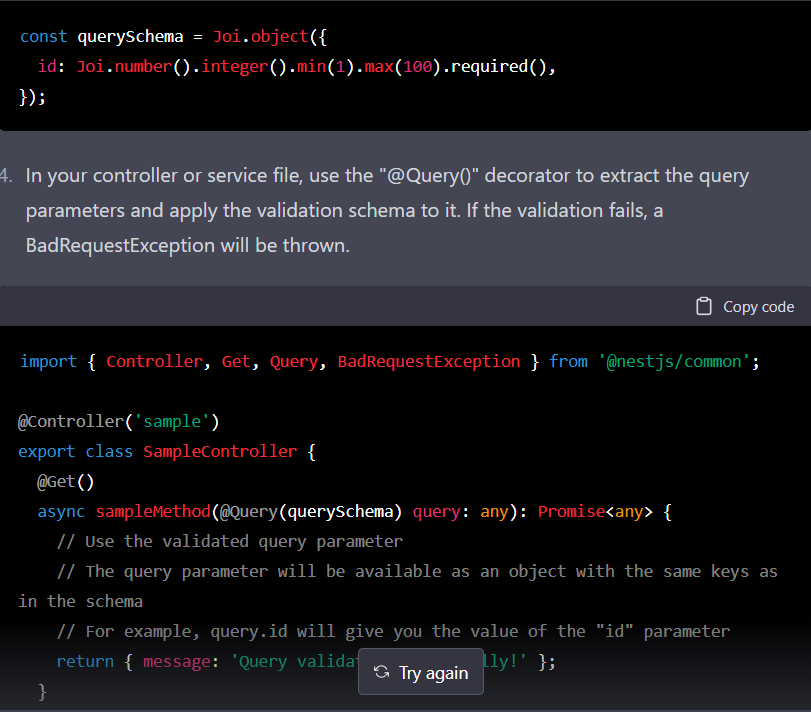 const querySchema = Joi.object({
  id: Joi.number().integer().min(1).max(100).required(),
});
4. In your controller or service file, use the "@Query()" decorator to extract the query
parameters and apply the validation schema to it. If the validation fails, a
BadRequestException will be thrown.
Copy code
import { Controller, Get, Query, BadRequestException } from '@nestjs/common';
@Controller('sample')
export class SampleController {
  @Get()
  async sampleMethod(@Query(querySchema) query: any): Promise<any> {
    // Use the validated query parameter
    // The query parameter will be available as an object with the same keys as
in the schema
    // For example, query.id will give you the value of the "id" parameter
    return { message: 'Query valida lly!' };
Try again
  }